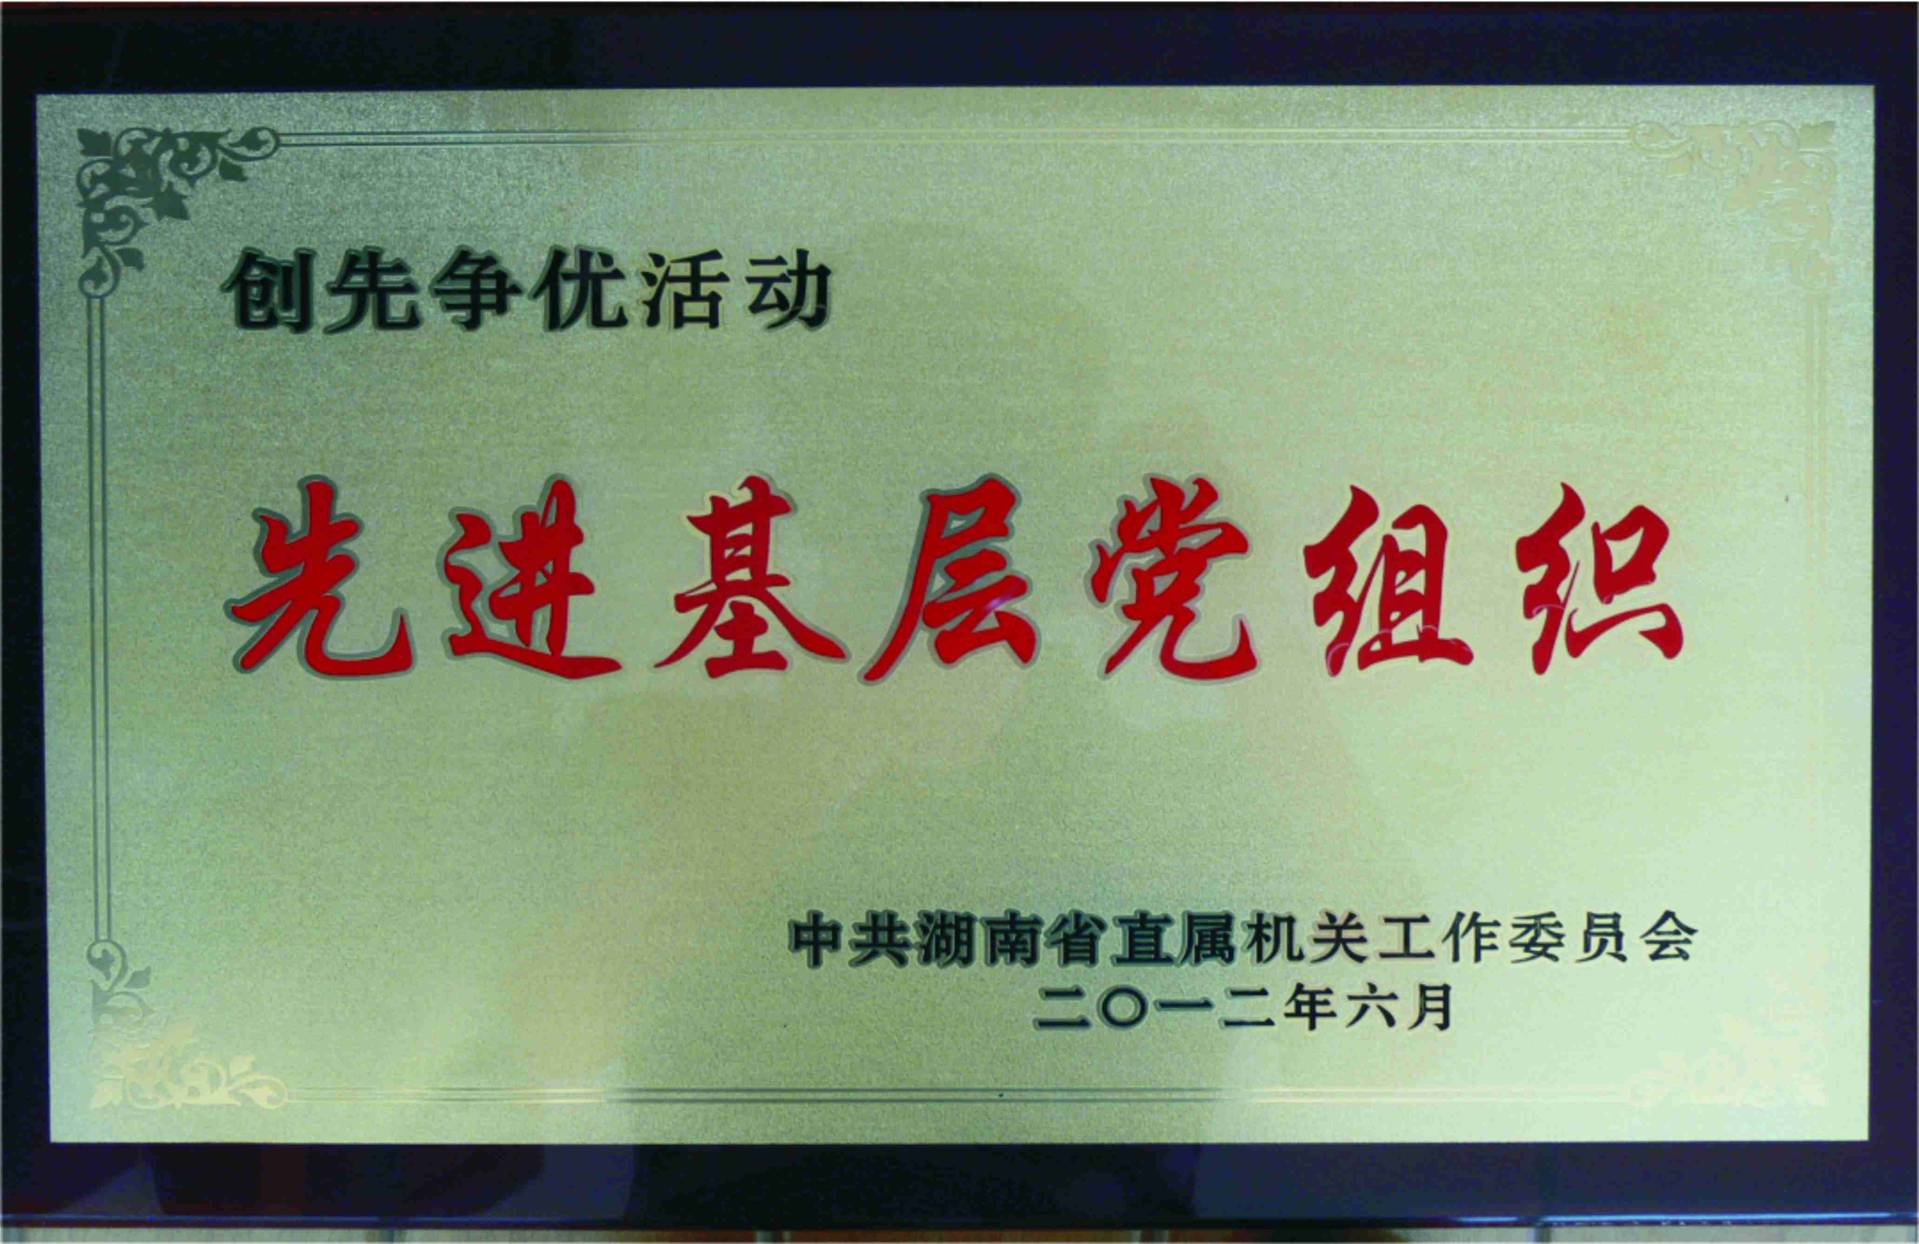 创先争优活动
先进基层党组织
中共湖南省直属机关工作委员会
二〇一二年六月